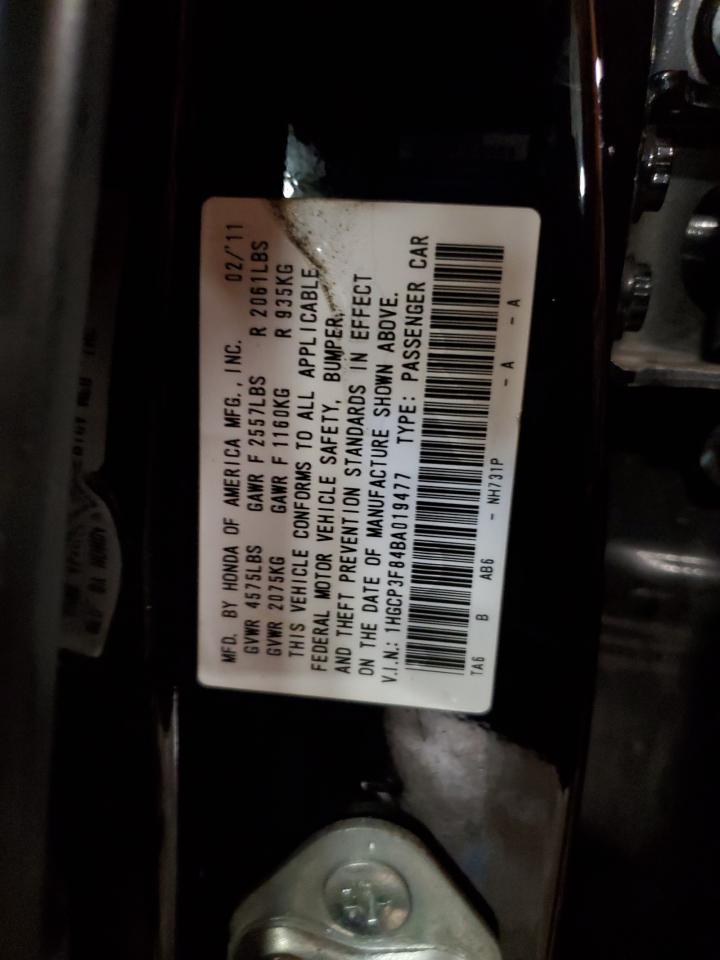 MFD. BY HONDA OF AMERICA MFG., INC. 02/'11
GVWR 4575LBS GAWR F 2557LBS R 2061LBS
GVWR 2075KG GAWR F 1160KG R 935KG
THIS VEHICLE CONFORMS TO ALL APPLICABLE
FEDERAL MOTOR VEHICLE SAFETY, BUMPER,
AND THEFT PREVENTION STANDARDS IN EFFECT
ON THE DATE OF MANUFACTURE SHOWN ABOVE.
V.I.N.: 1HGCP3F84BA019477 TYPE: PASSENGER CAR
TA6 B AB6 - NH731P - A - A